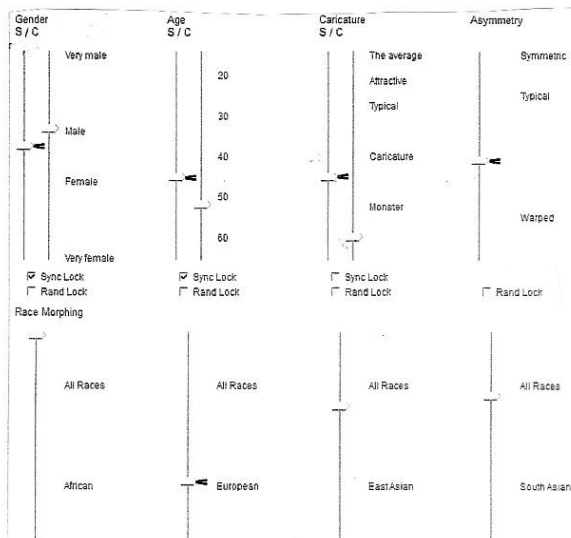 Gender Age Caricature Asymmetry
S / C S / C S / C
Very male The average Symmetric
20
Attractive
Typical
Typical
30
Male
40
Caricature
Female
50
Monster
Warped
60
Very female
Sync Lock Sync Lock Sync Lock
Rand Lock Rand Lock Rand Lock Rand Lock
Race Morphing
All Races All Races All Races All Races
African European East Asian South Asian